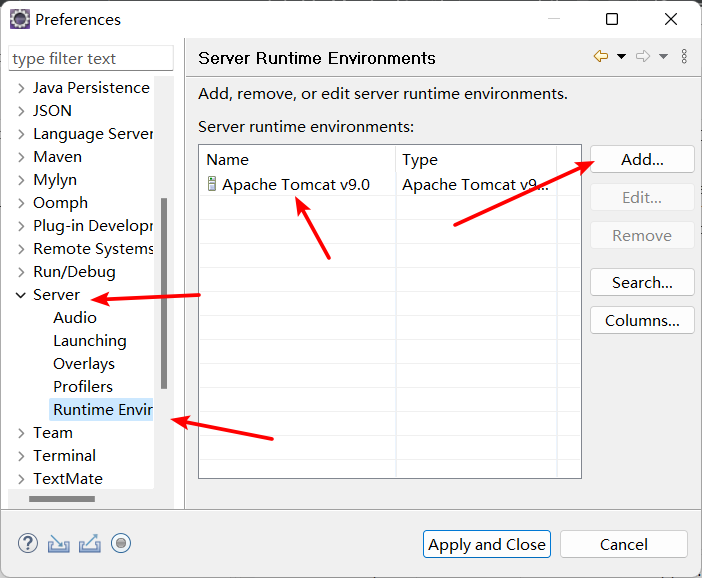 Preferences
type filter text
Java Persistence
JSON
Language Server
Maven
Mylyn
Oomph
Plug-in Develop
Remote Systems
Run/Debug
Server
Audio
Launching
Overlays
Profilers
Runtime Envir
Team
Terminal
TextMate
Server Runtime Environments
Add, remove, or edit server runtime environments.
Server runtime environments:
Name Type
Apache Tomcat v9.0 Apache Tomcat v9...
Add...
Edit...
Remove
Search...
Columns...
Apply and Close Cancel